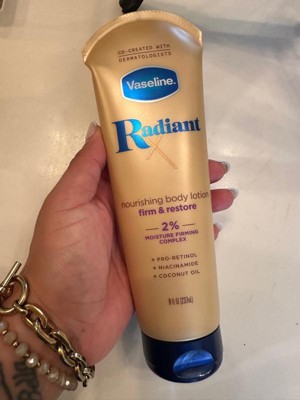 CO-CREATED WITH
DERMATOLOGISTS
Vaseline.
Radiant
X
nourishing body lotion
firm & restore
2%
MOISTURE FIRMING
COMPLEX
+ PRO-RETINOL
+ NIACINAMIDE
+ COCONUT OIL